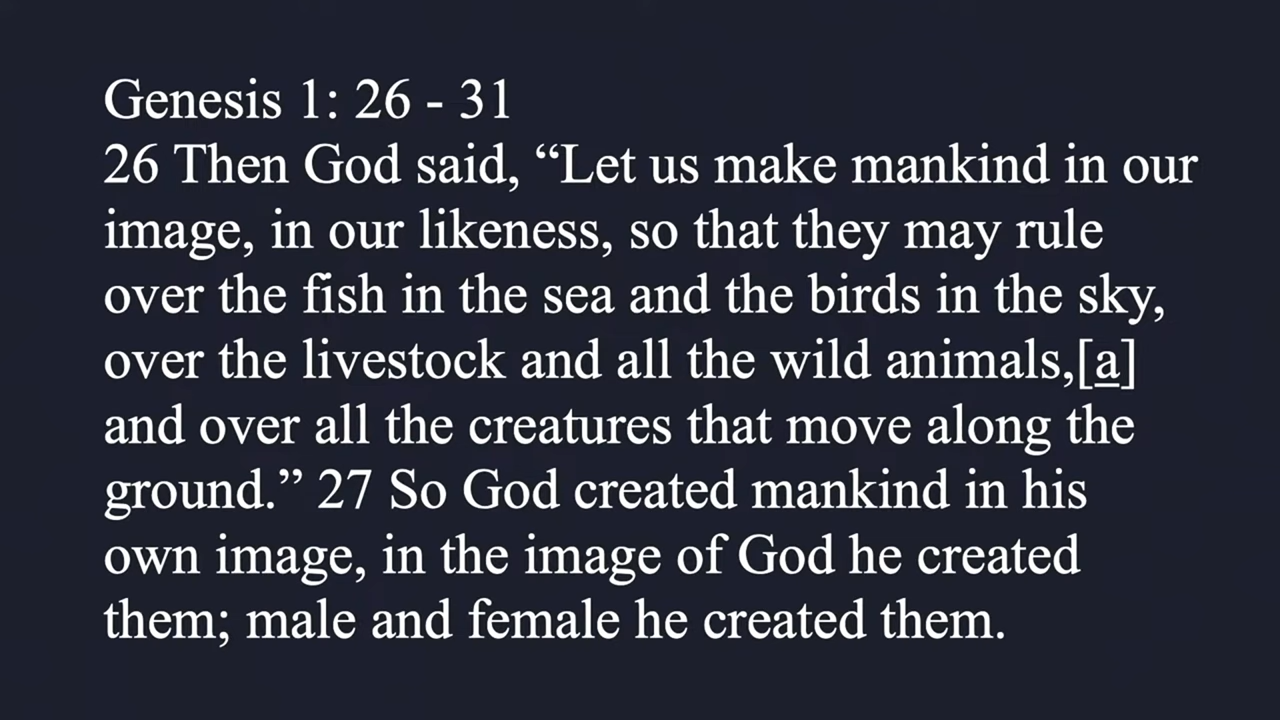 Genesis 1: 26 - 31
26 Then God said, “Let us make mankind in our
image, in our likeness, so that they may rule
over the fish in the sea and the birds in the sky,
over the livestock and all the wild animals,[a]
and over all the creatures that move along the
ground.” 27 So God created mankind in his
own image, in the image of God he created
them; male and female he created them.